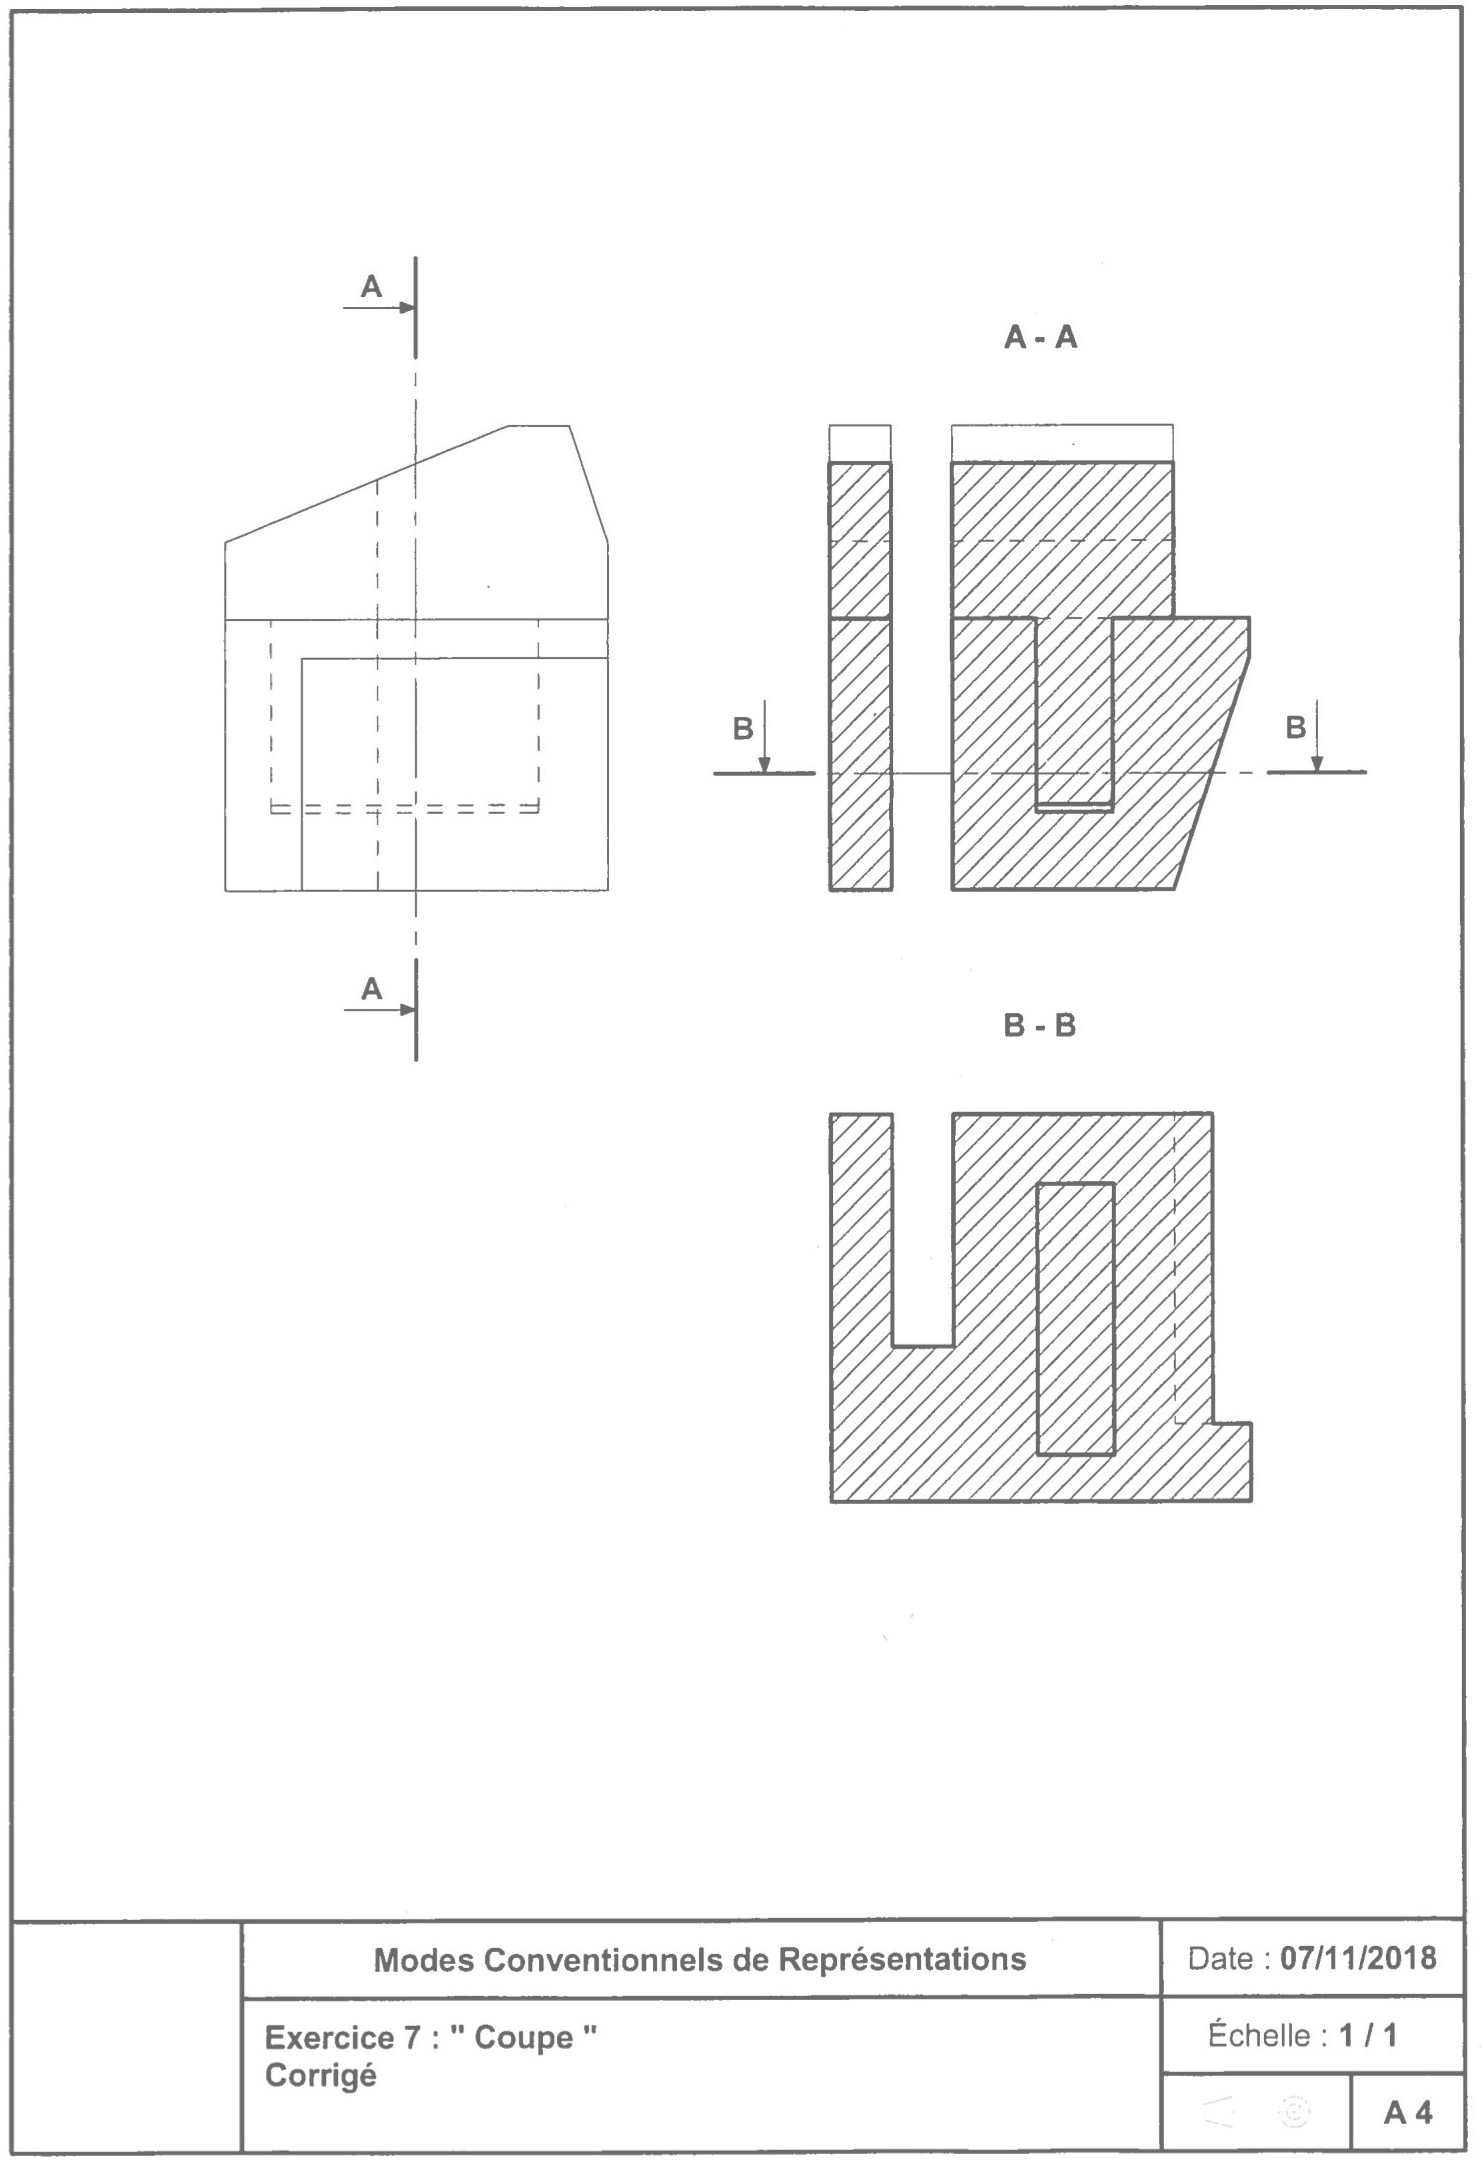 A
A - A
B
B
A
B - B
Modes Conventionnels de Représentations
Date : 07/11/2018
Exercice 7 : " Coupe "
Corrigé
Échelle : 1 / 1
A 4